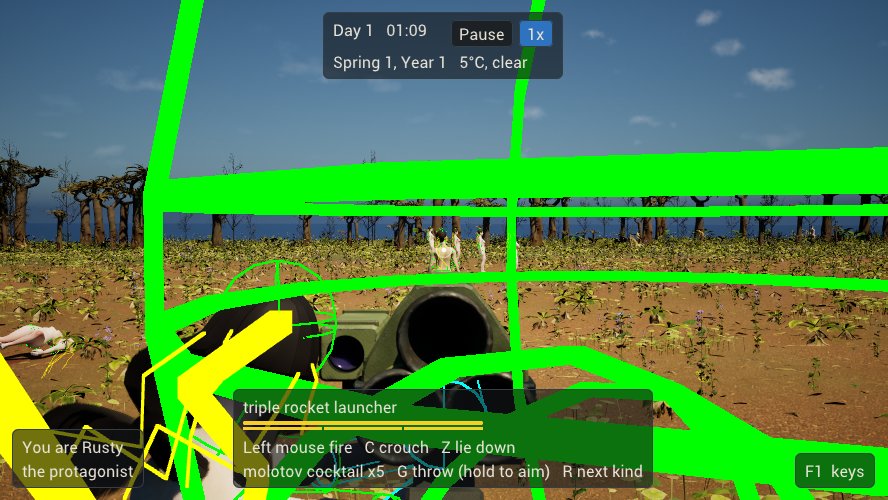 Day 1 01:09 Pause 1x
Spring 1, Year 1 5°C, clear
triple rocket launcher
Left mouse fire C crouch Z lie down
molotov cocktail x5 G throw (hold to aim) R next kind
You are Rusty
the protagonist
F1 keys